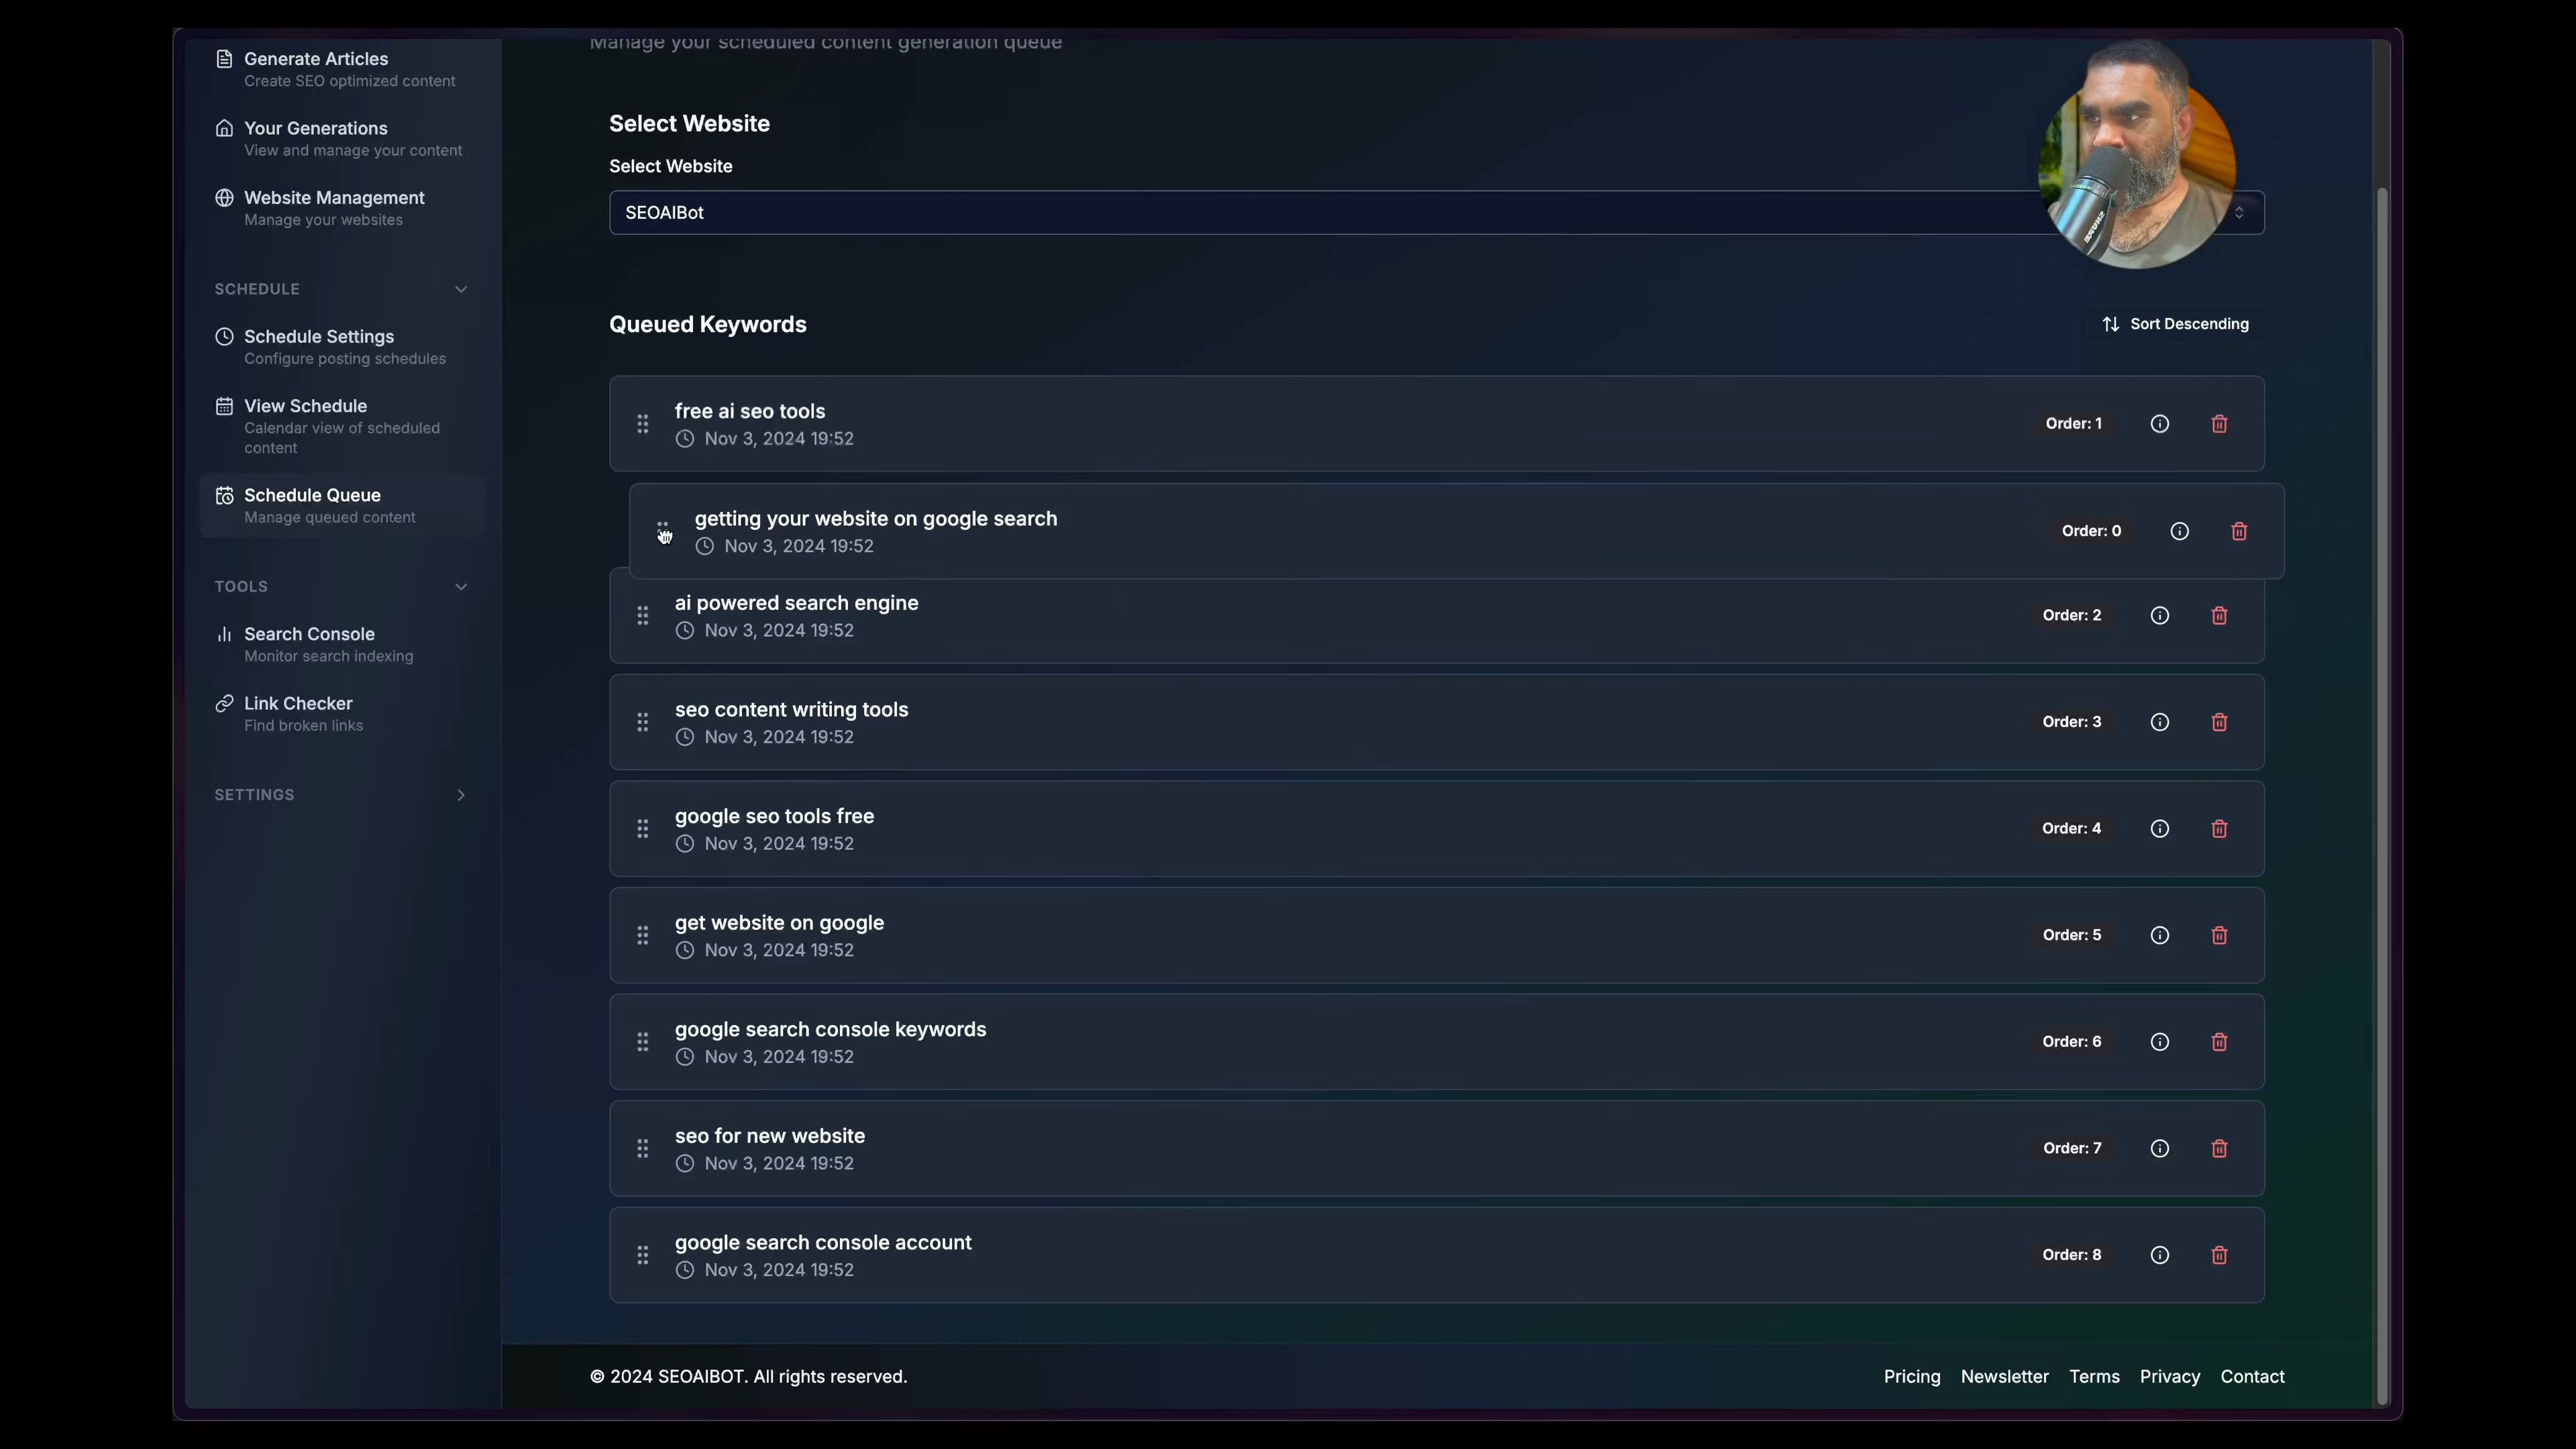 Generate Articles
Create SEO optimized content
Your Generations
View and manage your content
Website Management
Manage your websites
SCHEDULE
Schedule Settings
Configure posting schedules
View Schedule
Calendar view of scheduled
content
Schedule Queue
Manage queued content
TOOLS
Search Console
Monitor search indexing
Link Checker
Find broken links
SETTINGS
Manage your scheduled content generation queue
Select Website
Select Website
SEOAIBot
Queued Keywords
Sort Descending
free ai seo tools
Nov 3, 2024 19:52
Order: 1
getting your website on google search
Nov 3, 2024 19:52
Order: 0
ai powered search engine
Nov 3, 2024 19:52
Order: 2
seo content writing tools
Nov 3, 2024 19:52
Order: 3
google seo tools free
Nov 3, 2024 19:52
Order: 4
get website on google
Nov 3, 2024 19:52
Order: 5
google search console keywords
Nov 3, 2024 19:52
Order: 6
seo for new website
Nov 3, 2024 19:52
Order: 7
google search console account
Nov 3, 2024 19:52
Order: 8
© 2024 SEOAIBOT. All rights reserved.
Pricing Newsletter Terms Privacy Contact